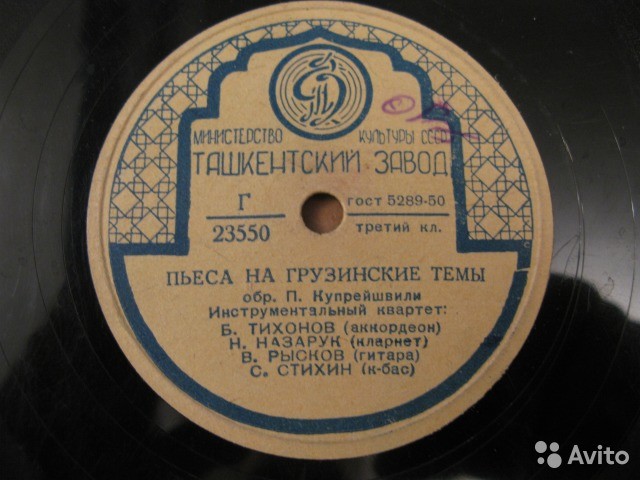 МИНИСТЕРСТВО КУЛЬТУРЫ СССР
ТАШКЕНТСКИЙ ЗАВОД
Г
23550
ГОСТ 5289-50
третий кл.
ПЬЕСА НА ГРУЗИНСКИЕ ТЕМЫ
обр. П. Купрейшвили
Инструментальный квартет:
Б. ТИХОНОВ (аккордеон)
Н. НАЗАРУК (кларнет)
В. РЫСКОВ (гитара)
С. СТИХИН (к-бас)
Avito